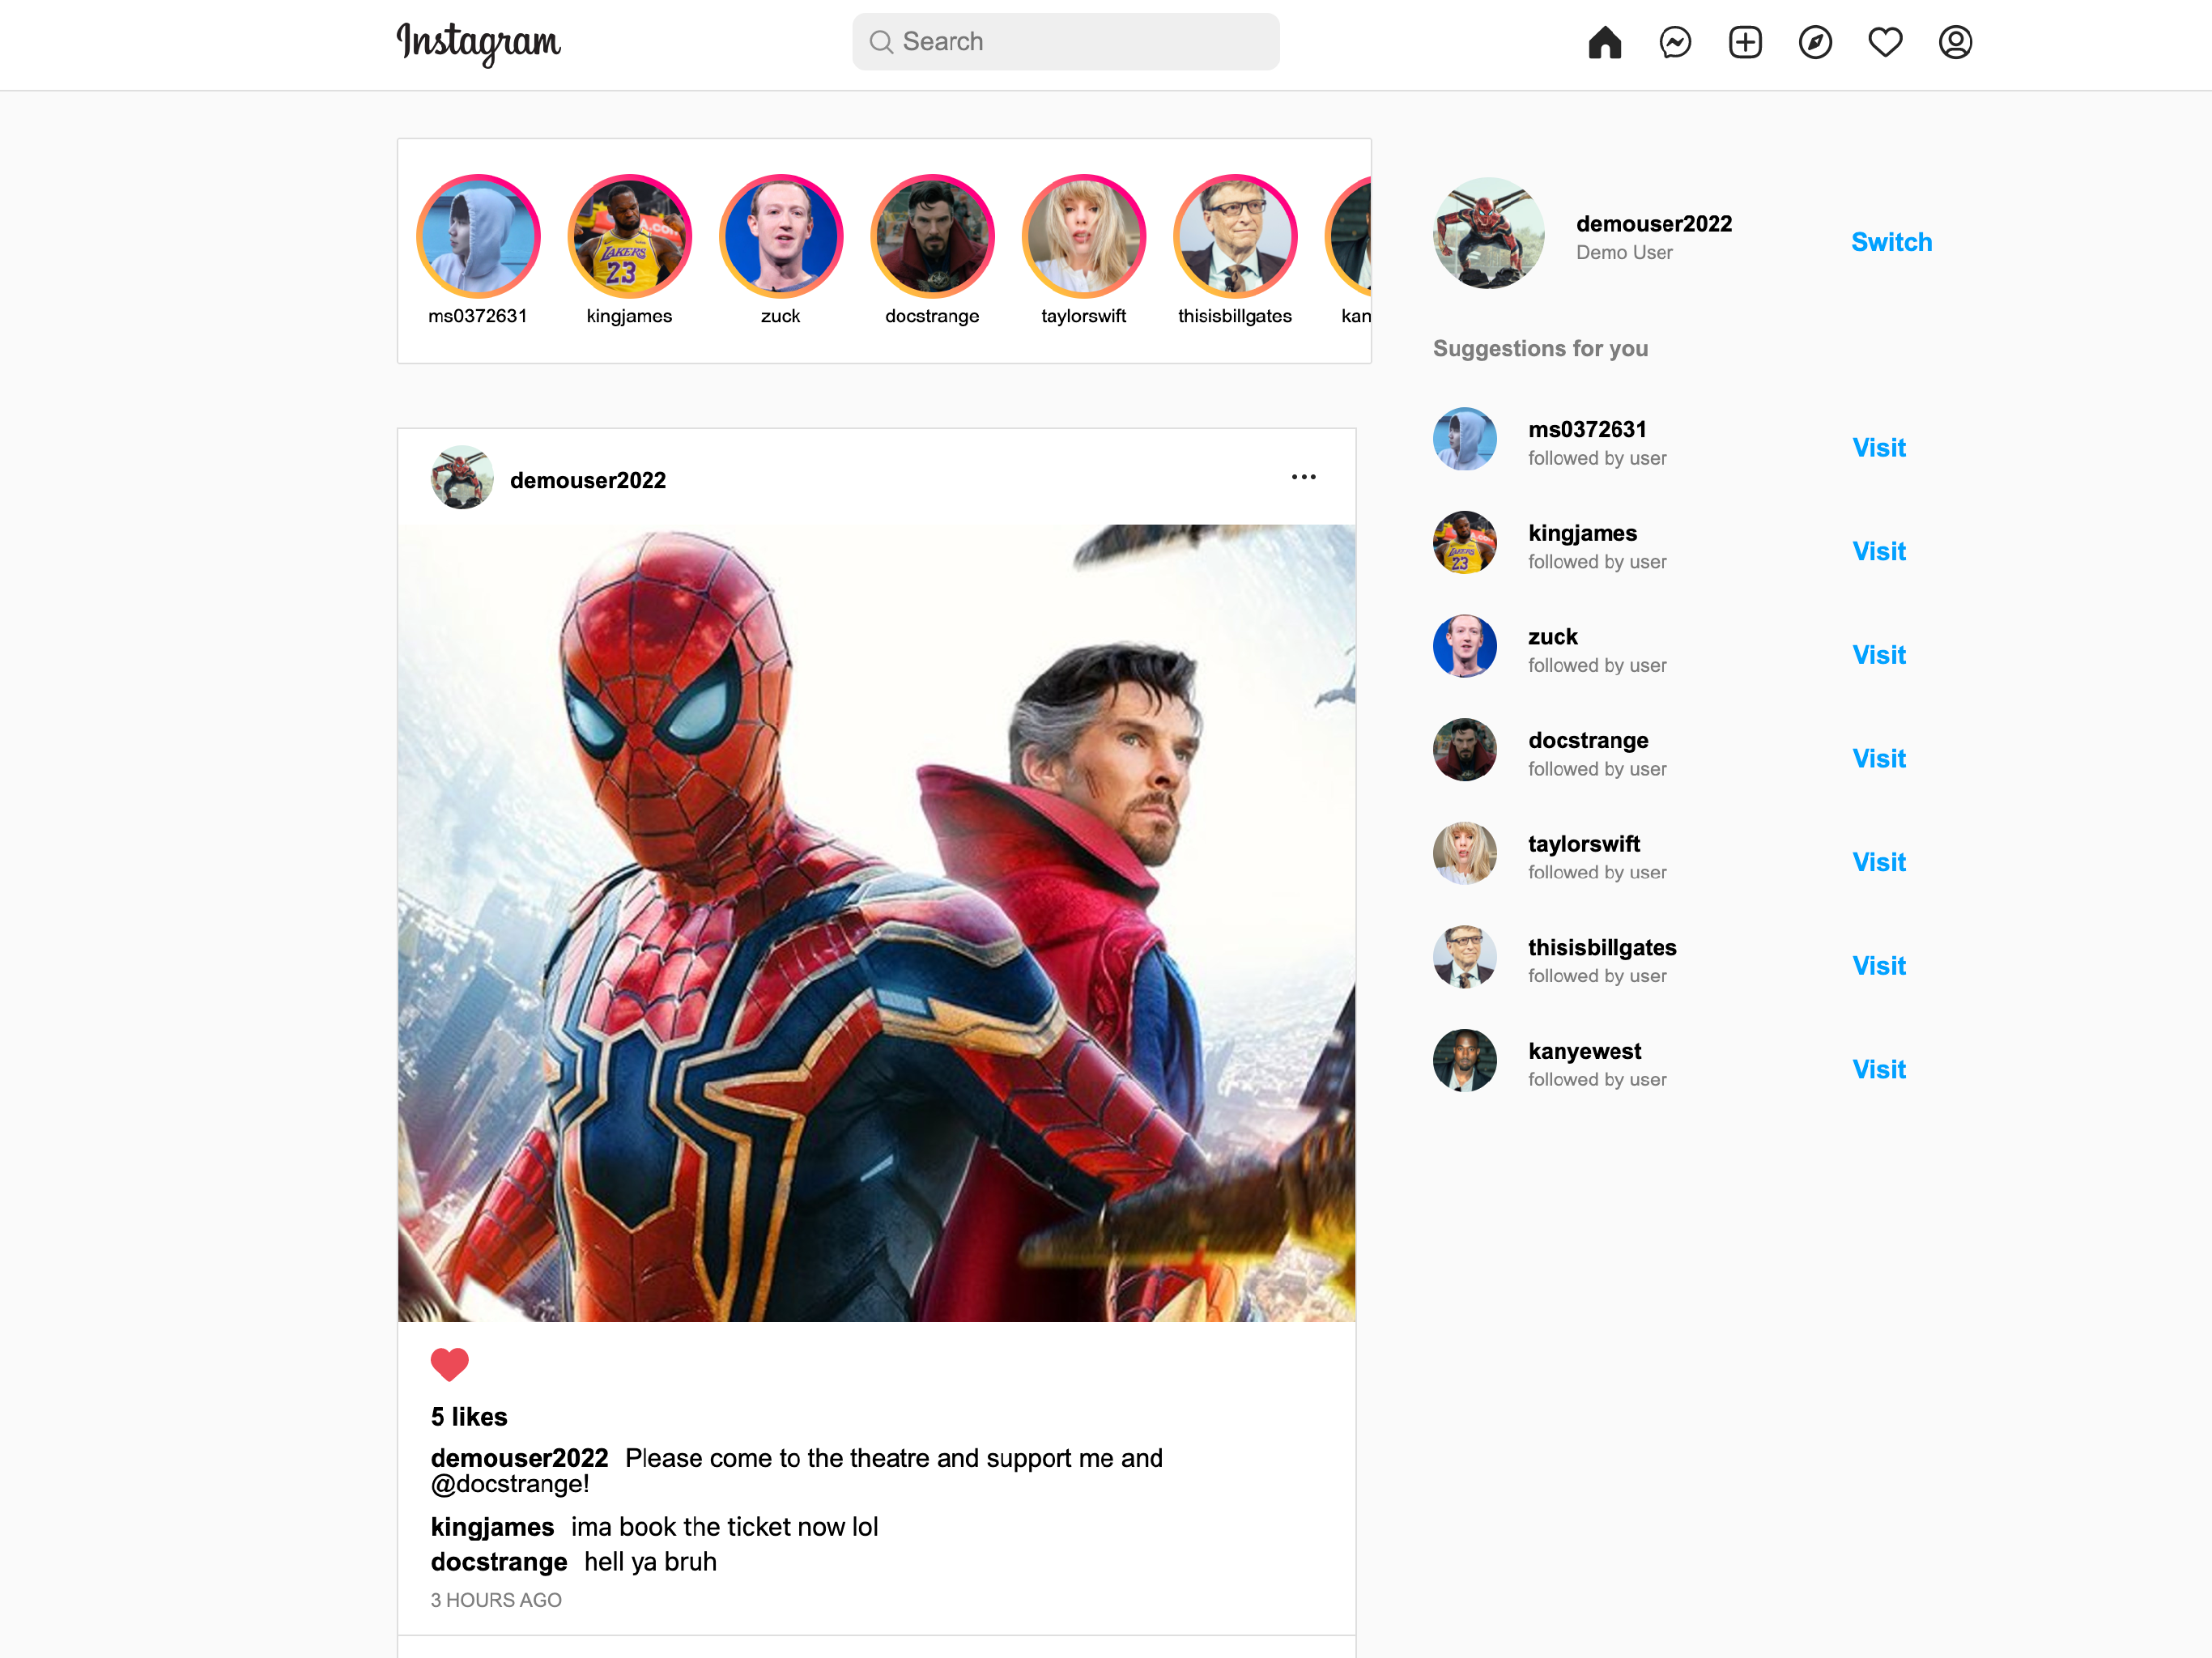 Instagram
Search
ms0372631
kingjames
zuck
docstrange
taylorswift
thisisbillgates
kan
demouser2022
Demo User
Switch
Suggestions for you
ms0372631
followed by user
Visit
kingjames
followed by user
Visit
zuck
followed by user
Visit
docstrange
followed by user
Visit
taylorswift
followed by user
Visit
thisisbillgates
followed by user
Visit
kanyewest
followed by user
Visit
demouser2022
5 likes
demouser2022 Please come to the theatre and support me and
@docstrange!
kingjames ima book the ticket now lol
docstrange hell ya bruh
3 HOURS AGO
LAKERS
23
LAKERS
23